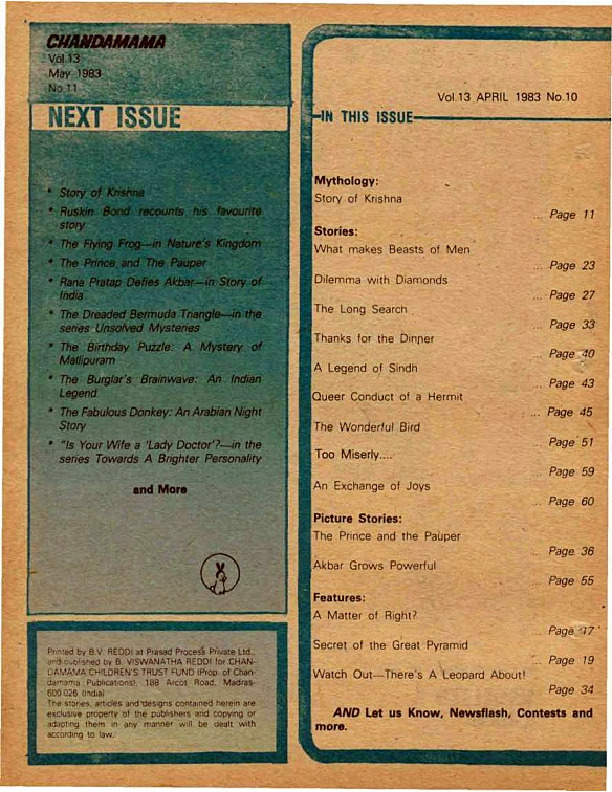 CHANDAMAMA
Vol.13
May 1983
No.11
NEXT ISSUE
* Story of Krishna
* Ruskin Bond recounts his favourite
story
* The Flying Frog—in Nature's Kingdom
* The Prince and The Pauper
* Rana Pratap Defies Akbar—in Story of
India
* The Dreaded Bermuda Triangle—in the
series Unsolved Mysteries
* The Birthday Puzzle: A Mystery of
Mallipuram
* The Burglar's Brainwave: An Indian
Legend
* The Fabulous Donkey: An Arabian Night
Story
* "Is Your Wife a 'Lady Doctor'?—in the
series Towards A Brighter Personality
and More
Printed by B.V. REDDI at Prasad Process Private Ltd.,
and published by B. VISWANATHA REDDI for CHAN-
DAMAMA CHILDREN'S TRUST FUND (Prop. of Chan-
damama Publications), 188 Arcot Road, Madras-
600 026 (India)
The stories, articles and designs contained herein are
exclusive property of the publishers and copying or
adapting them in any manner will be dealt with
according to law.
Vol.13 APRIL 1983 No.10
IN THIS ISSUE
Mythology:
Story of Krishna
... Page 11
Stories:
What makes Beasts of Men
... Page 23
Dilemma with Diamonds
... Page 27
The Long Search
... Page 33
Thanks for the Dinner
... Page 40
A Legend of Sindh
... Page 43
Queer Conduct of a Hermit
... Page 45
The Wonderful Bird
... Page 51
Too Miserly....
... Page 59
An Exchange of Joys
... Page 60
Picture Stories:
The Prince and the Pauper
... Page 36
Akbar Grows Powerful
... Page 55
Features:
A Matter of Right?
... Page 17
Secret of the Great Pyramid
... Page 19
Watch Out—There's A Leopard About!
... Page 34
AND Let us Know, Newsflash, Contests and
more.